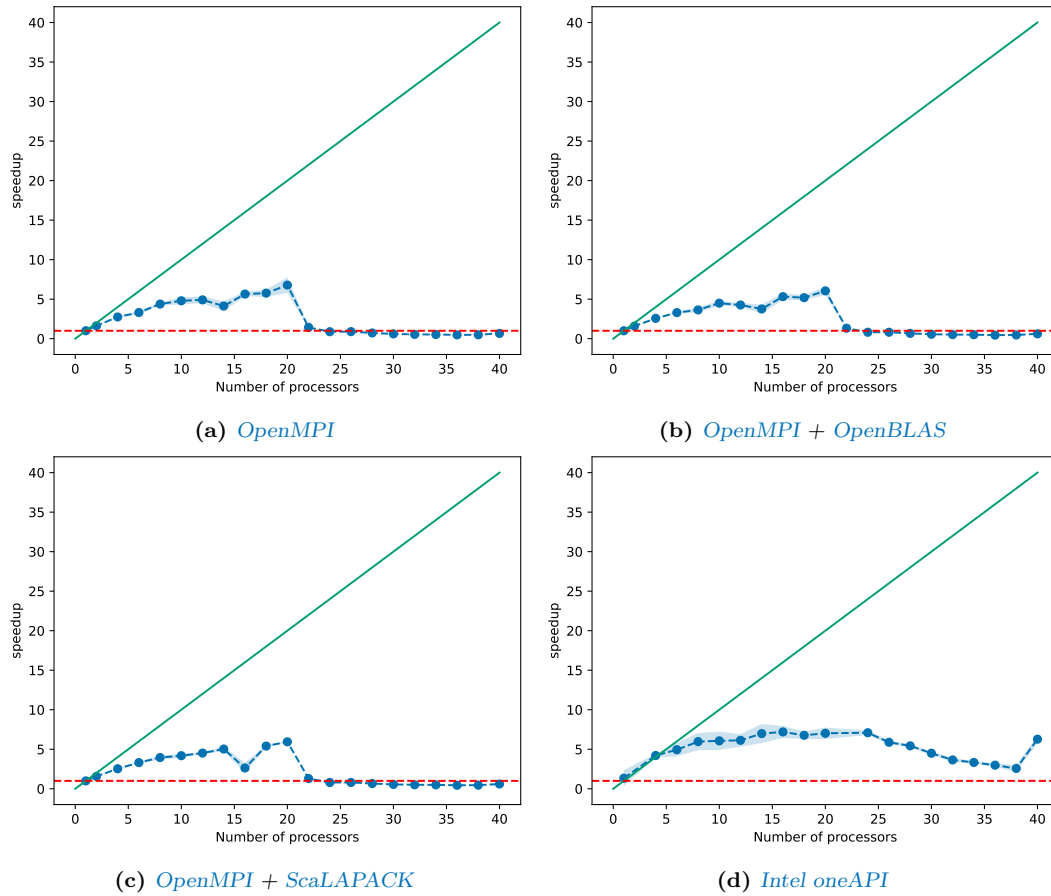 40
35
30
25
20
15
10
5
0
speedup
0 5 10 15 20 25 30 35 40
Number of processors
(a) OpenMPI
40
35
30
25
20
15
10
5
0
speedup
0 5 10 15 20 25 30 35 40
Number of processors
(b) OpenMPI + OpenBLAS
40
35
30
25
20
15
10
5
0
speedup
0 5 10 15 20 25 30 35 40
Number of processors
(c) OpenMPI + ScaLAPACK
40
35
30
25
20
15
10
5
0
speedup
0 5 10 15 20 25 30 35 40
Number of processors
(d) Intel oneAPI